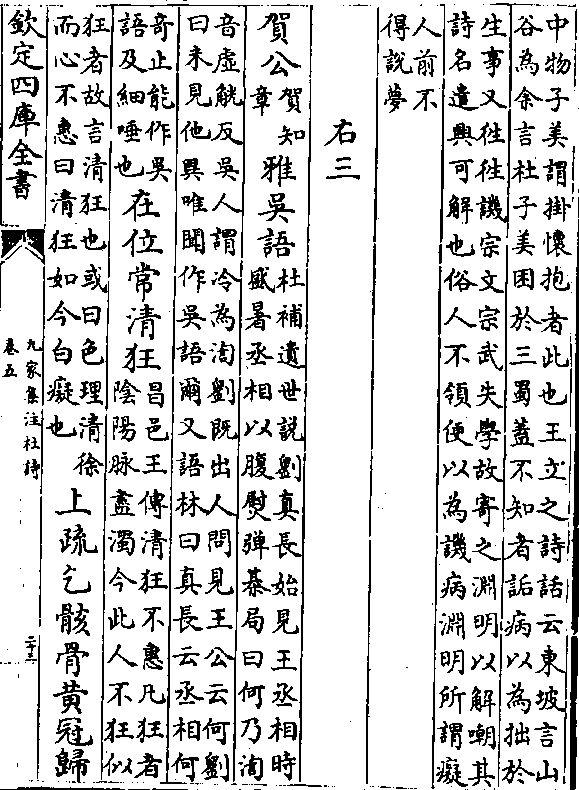 中物子美謂掛懷抱者此也王立之詩話云東坡言山
谷為余言杜子美困於三蜀蓋不知者詬病以為拙於
生事又往往譏宗文宗武失學故寄之淵明以解嘲其
詩名遣興可解也俗人不領便以為譏病淵明所謂癡
人前不
得說夢
右三
賀公
賀知
章
雅吳語
杜補遺世說劉真長始見王丞相時
盛暑丞相以腹熨彈棊局曰何乃淘
音虛觥反吳人謂冷為淘劉既出人問見王公云何劉
曰未見他異唯聞作吳語爾又語林曰真長云丞相何
奇止能作吳
語及細唾也
在位常清狂
昌邑王傳清狂不惠凡狂者
陰陽脉盡濁今此人不狂似
狂者故言清狂也或曰色理清徐
而心不惠曰清狂如今白癡也
上疏乞骸骨黄冠歸
欽定四庫全書
九家集注杜詩
卷五
二十三